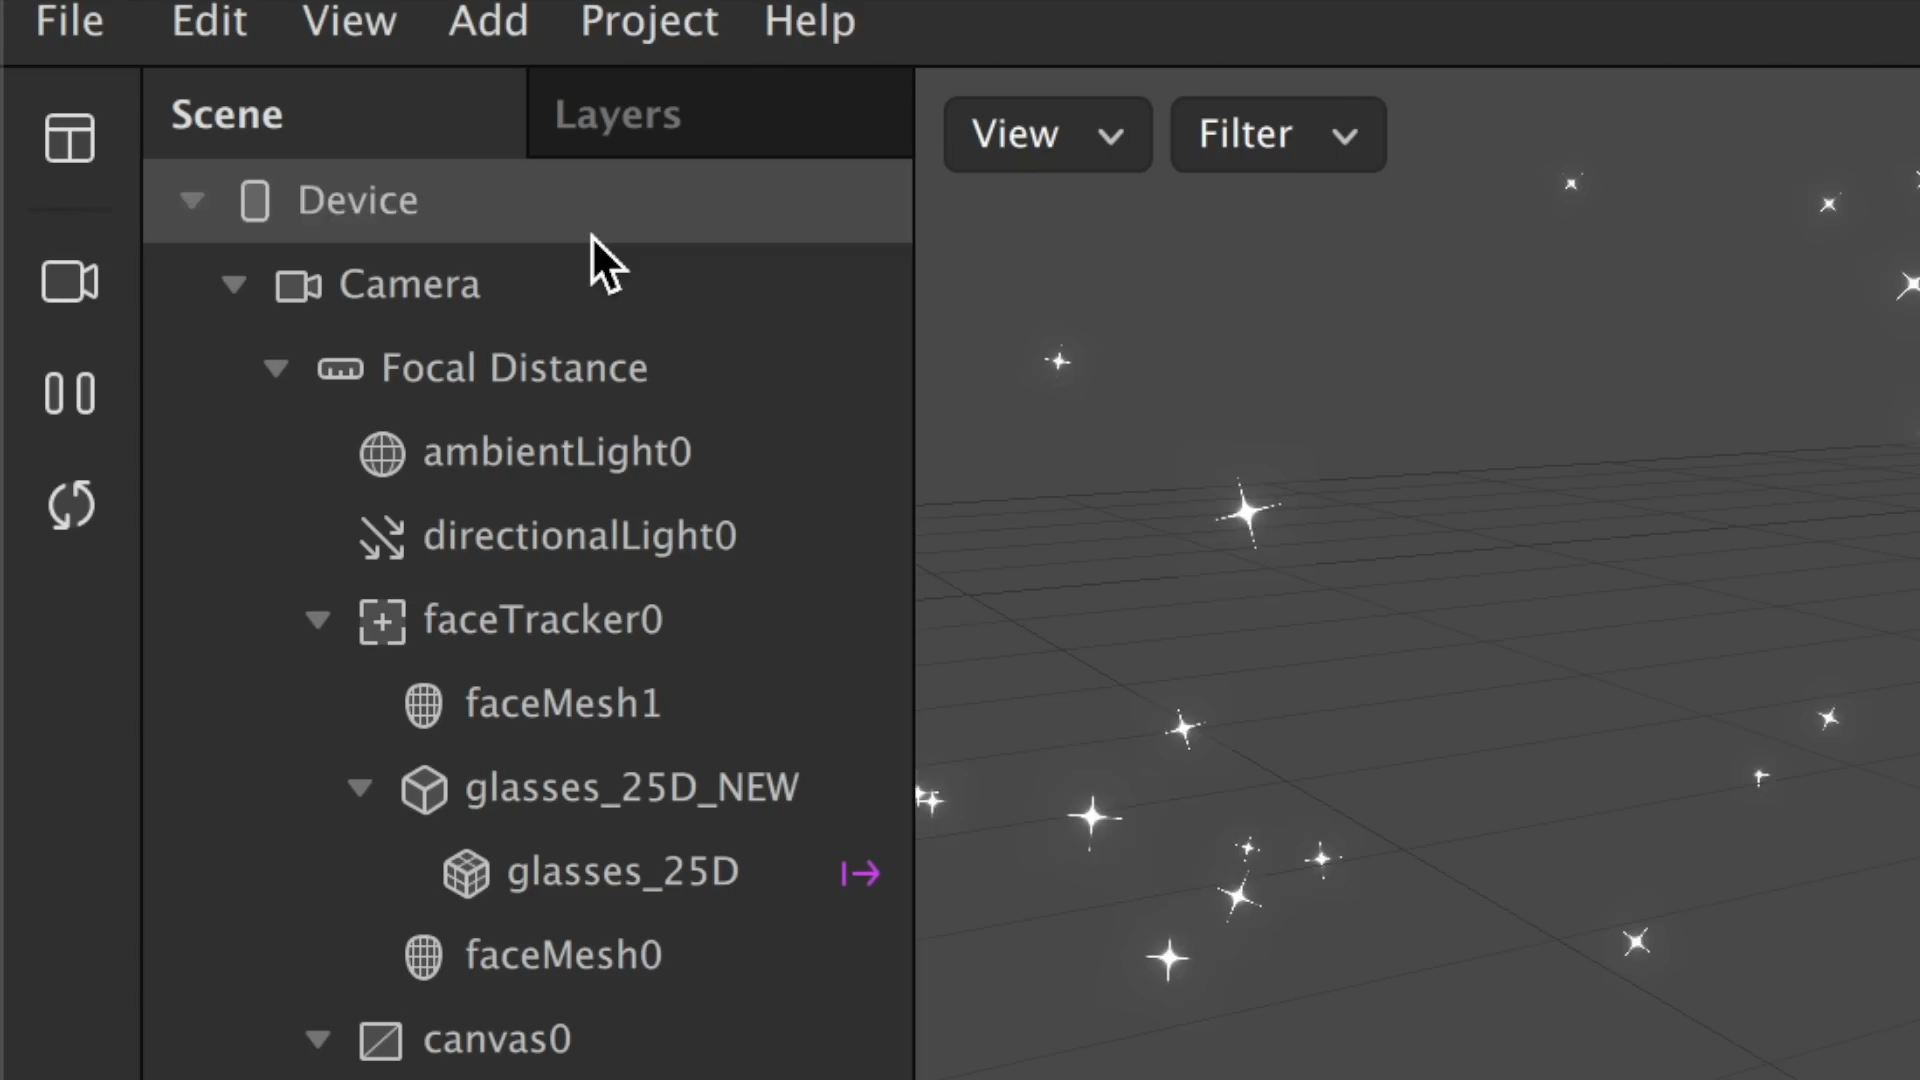 File Edit View Add Project Help
Scene Layers
View Filter
Device
Camera
Focal Distance
ambientLight0
directionalLight0
faceTracker0
faceMesh1
glasses_25D_NEW
glasses_25D
faceMesh0
canvas0